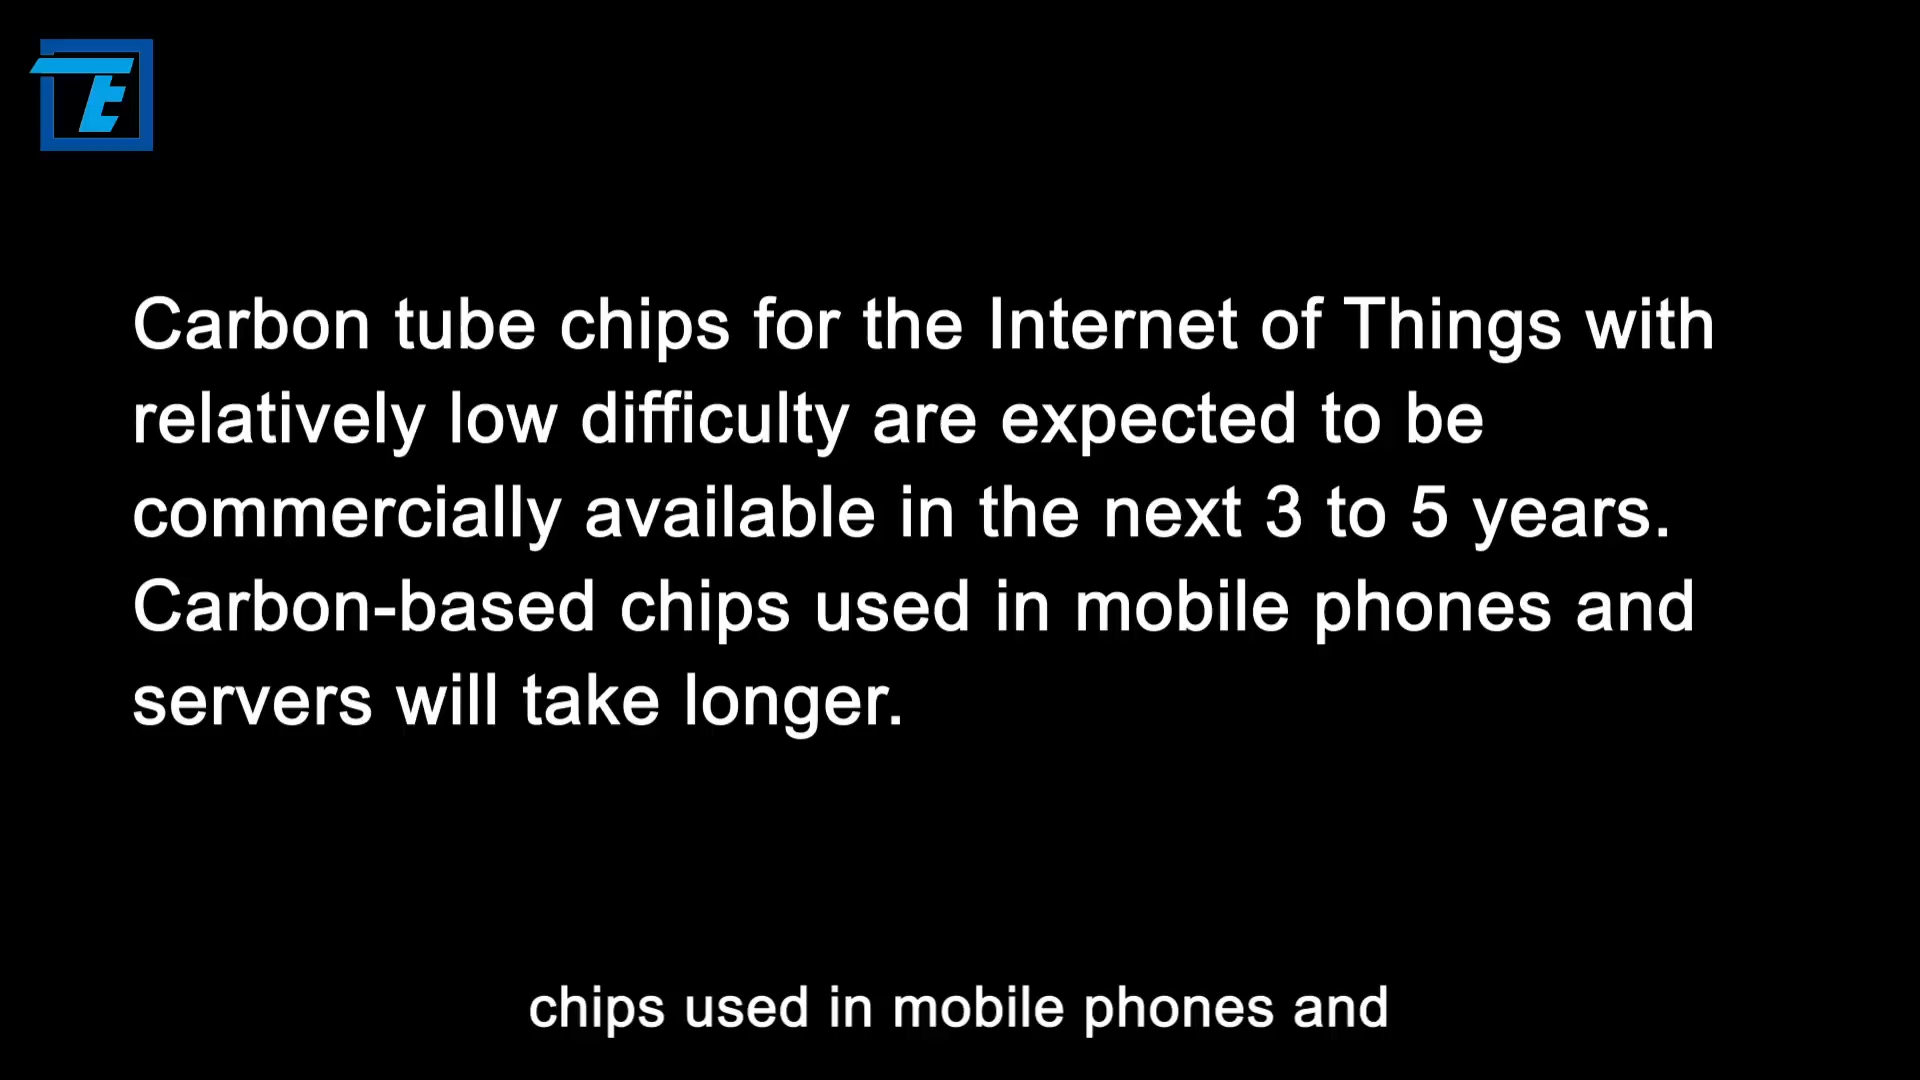 TE
Carbon tube chips for the Internet of Things with
relatively low difficulty are expected to be
commercially available in the next 3 to 5 years.
Carbon-based chips used in mobile phones and
servers will take longer.
chips used in mobile phones and